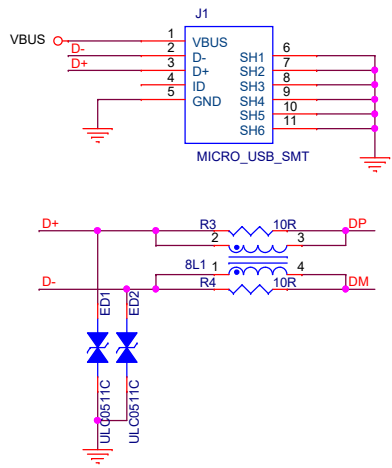 J1
VBUS 1 VBUS
D- 2 D- SH1 6
D+ 3 D+ SH2 7
4 ID SH3 8
5 GND SH4 9
SH5 10
SH6 11
MICRO_USB_SMT
D+ R3 10R DP
2 3
8L1 1 4
D- R4 10R DM
ED1 ED2
ULC0511C ULC0511C